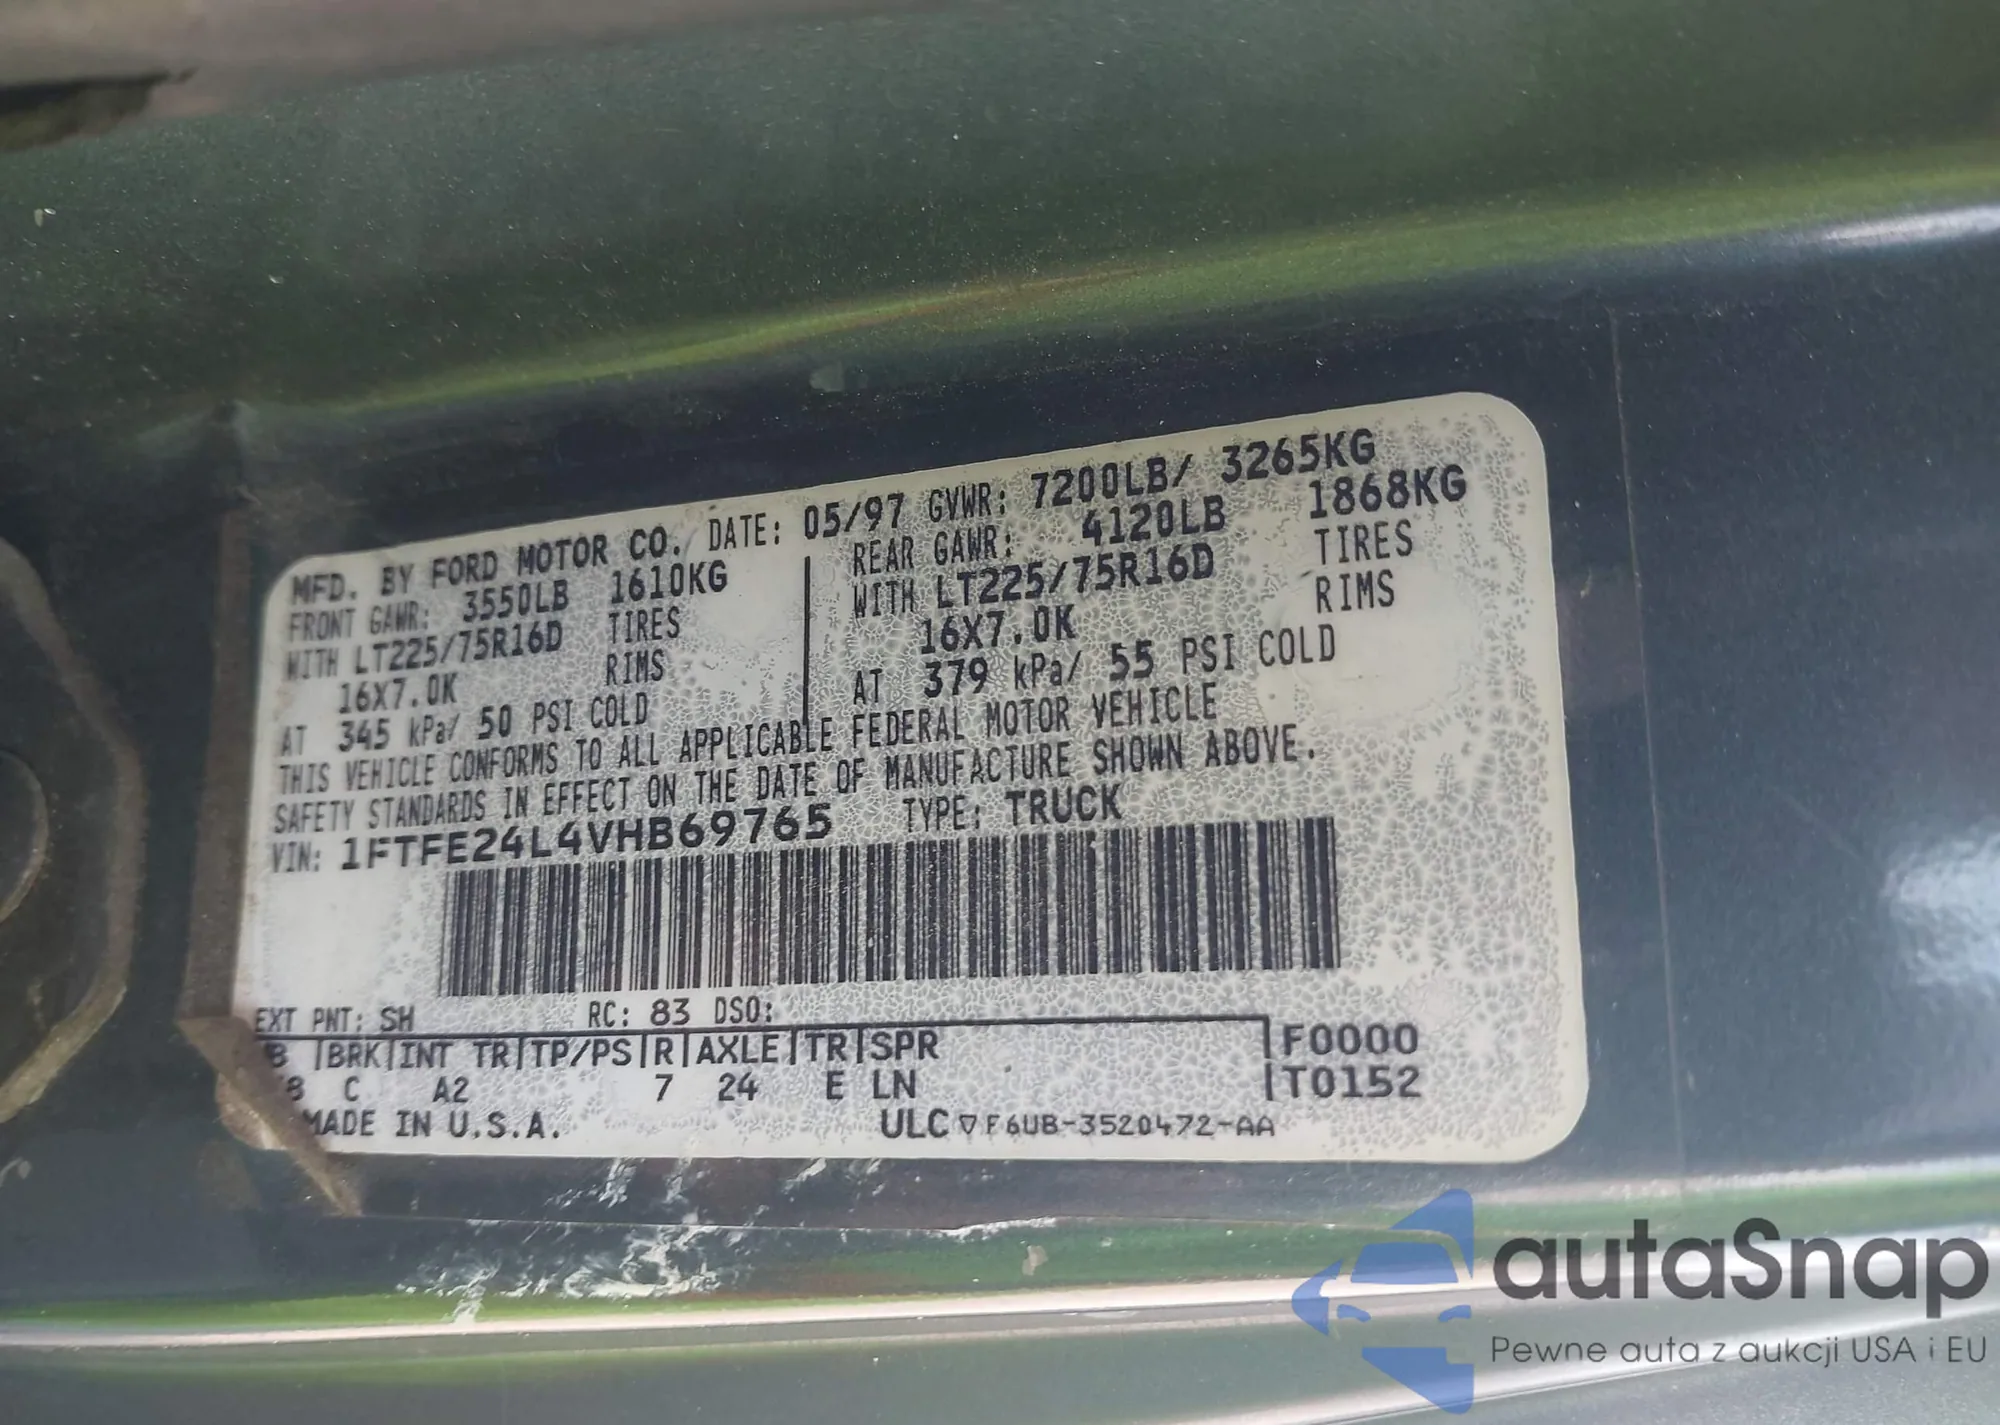 MFD. BY FORD MOTOR CO. DATE: 05/97 GVWR: 7200LB/ 3265KG
FRONT GAWR: 3550LB 1610KG
WITH LT225/75R16D TIRES
16X7.0K RIMS
AT 345 kPa/ 50 PSI COLD
REAR GAWR: 4120LB 1868KG
WITH LT225/75R16D TIRES
16X7.0K RIMS
AT 379 kPa/ 55 PSI COLD
THIS VEHICLE CONFORMS TO ALL APPLICABLE FEDERAL MOTOR VEHICLE
SAFETY STANDARDS IN EFFECT ON THE DATE OF MANUFACTURE SHOWN ABOVE.
VIN: 1FTFE24L4VHB69765 TYPE: TRUCK
EXT PNT: SH RC: 83 DSO:
B |BRK|INT TR|TP/PS|R|AXLE|TR|SPR |F0000
8 C A2 7 24 E LN |T0152
MADE IN U.S.A. ULC ▽ F6UB-3520472-AA
autaSnap
Pewne auta z aukcji USA i EU